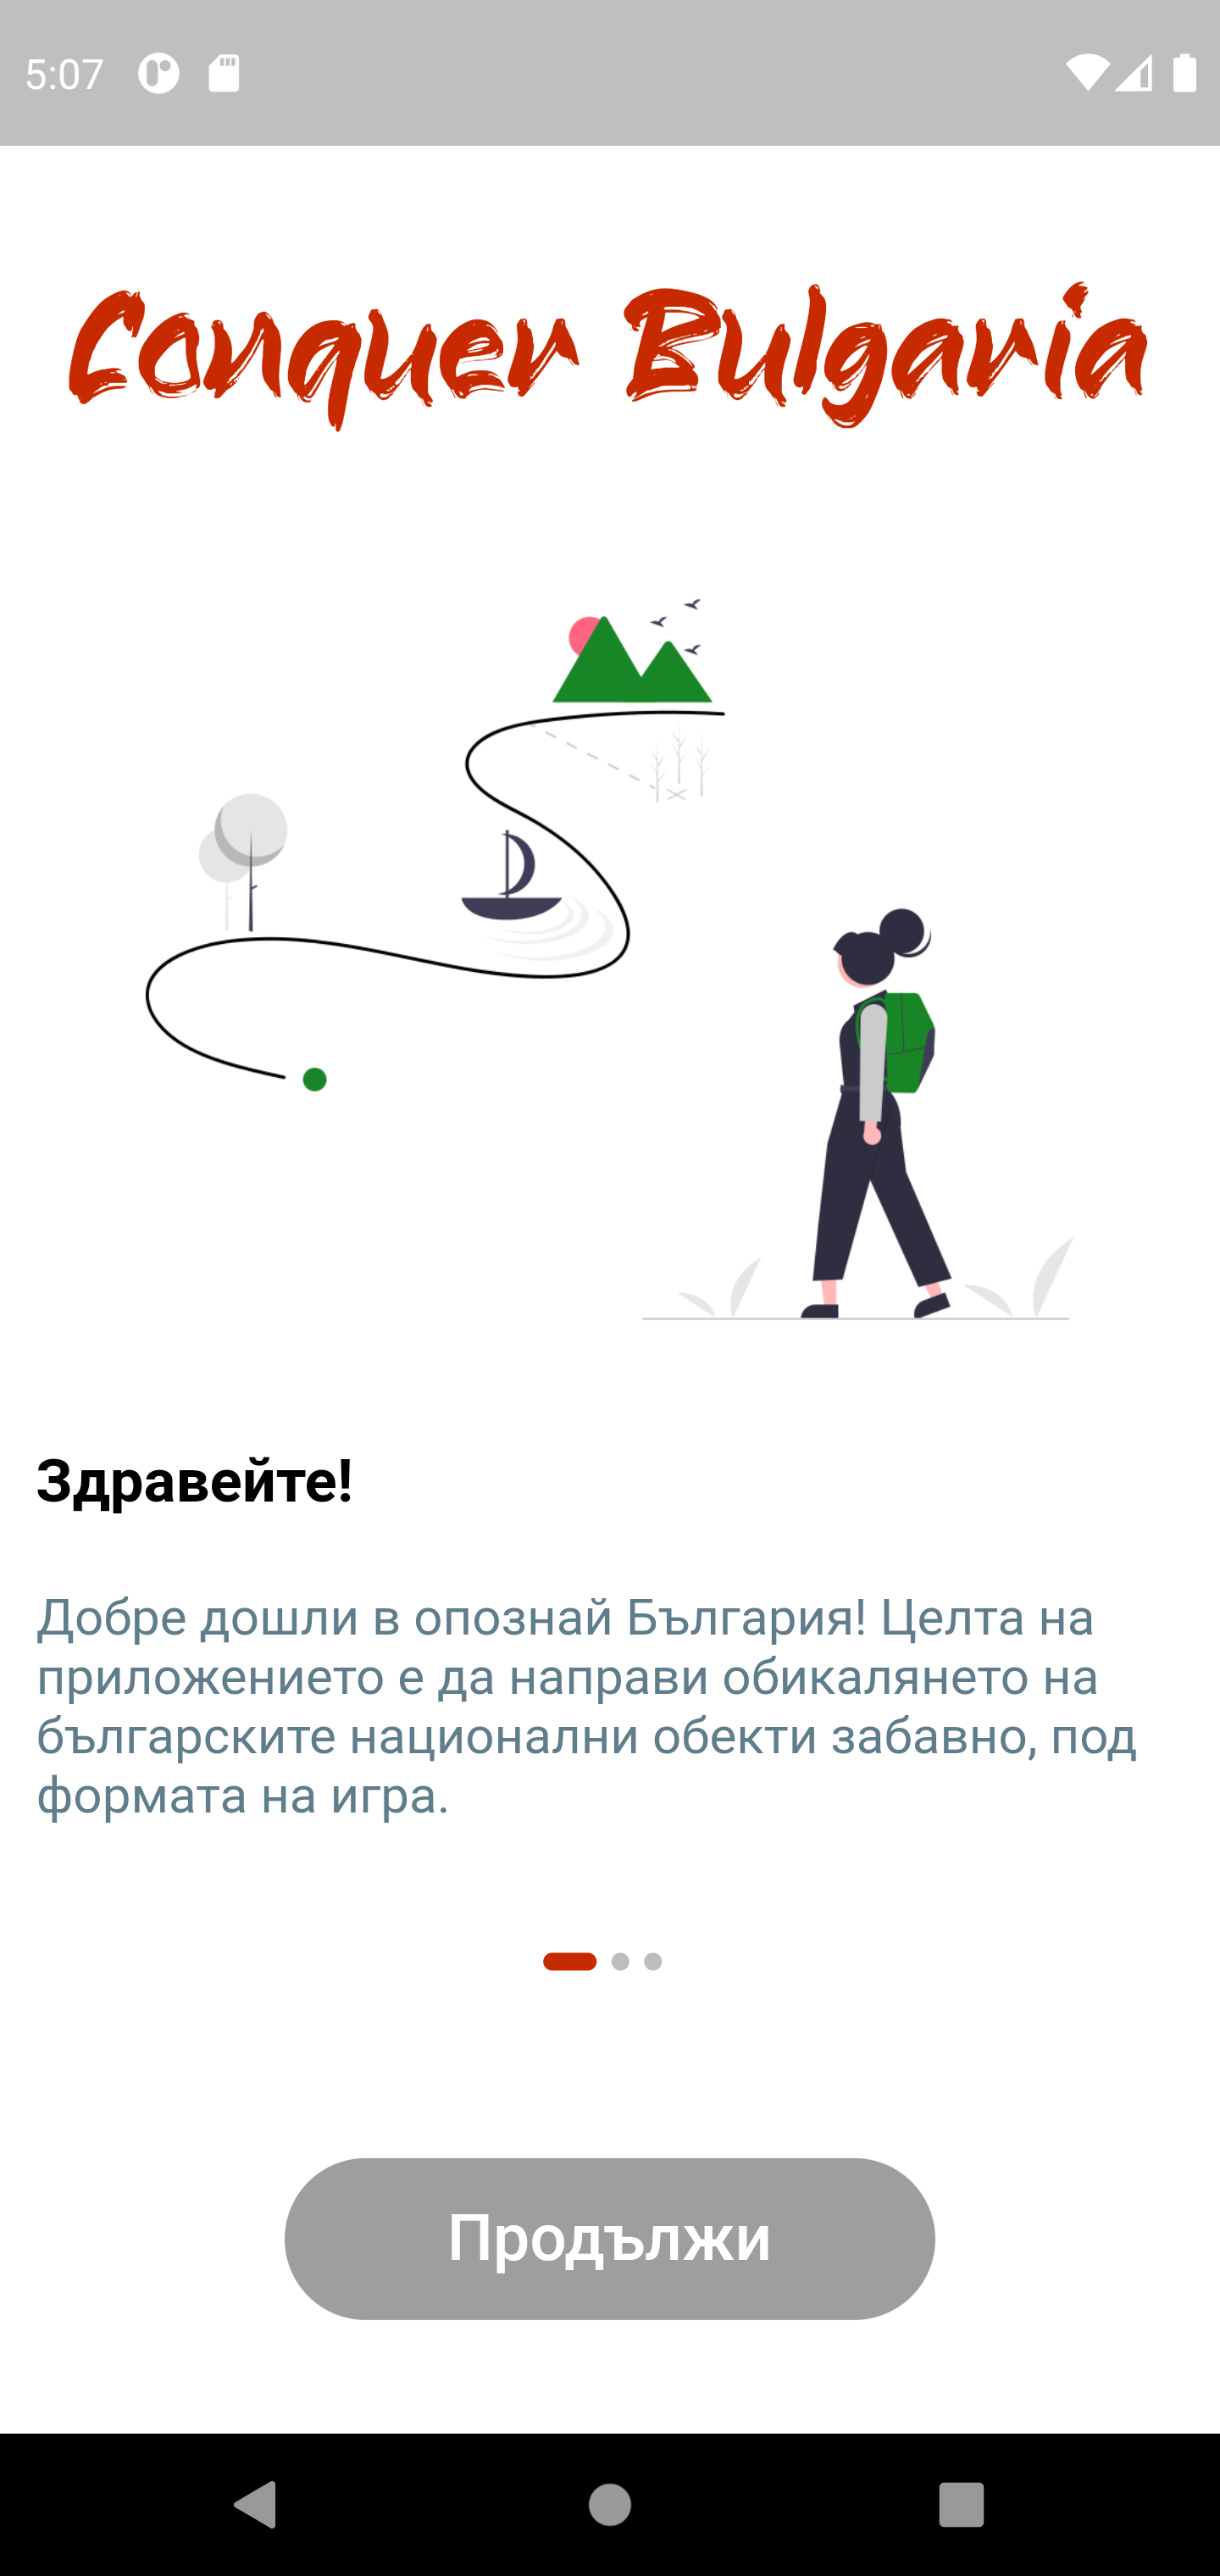 5:07
Conquer Bulgaria
Здравейте!
Добре дошли в опознай България! Целта на
приложението е да направи обикалянето на
българските национални обекти забавно, под
формата на игра.
Продължи